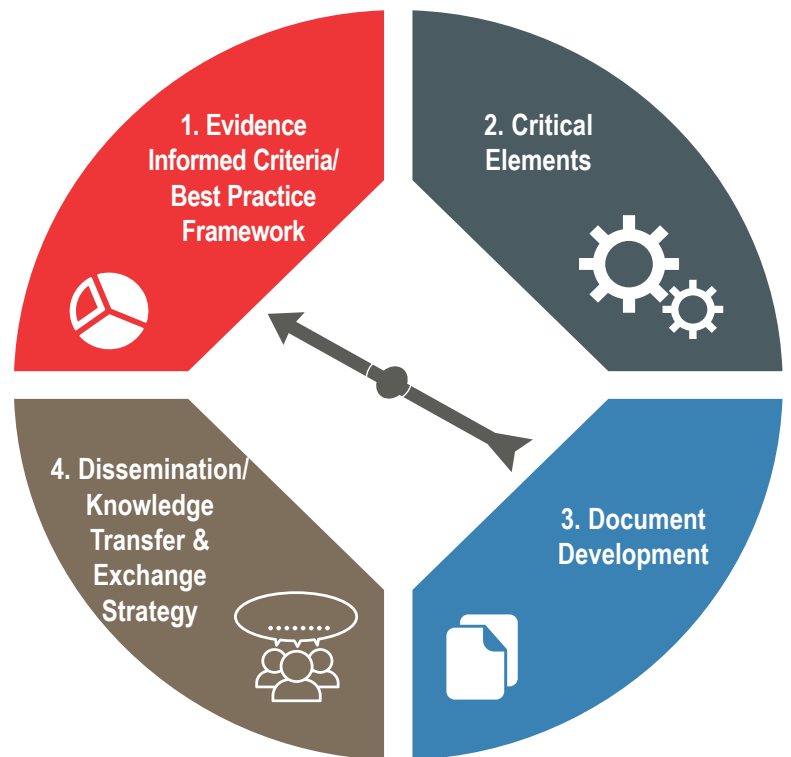 1. Evidence
Informed Criteria/
Best Practice
Framework
2. Critical
Elements
3. Document
Development
4. Dissemination/
Knowledge
Transfer &
Exchange
Strategy